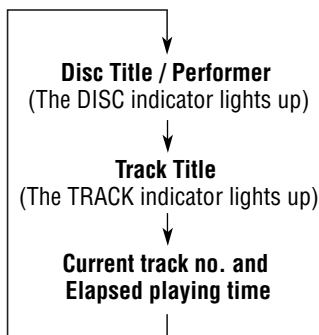 Disc Title / Performer
(The DISC indicator lights up)
Track Title
(The TRACK indicator lights up)
Current track no. and
Elapsed playing time